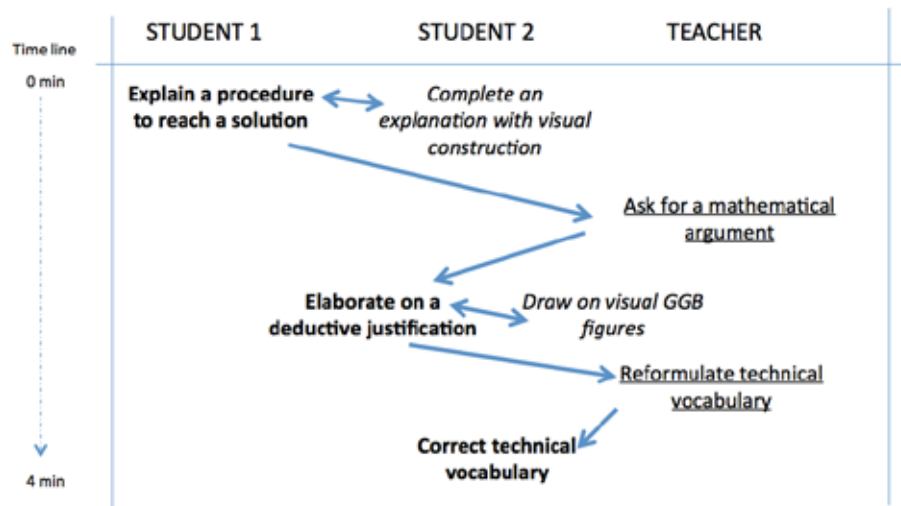 STUDENT 1
STUDENT 2
TEACHER
Time line
0 min
Explain a procedure
to reach a solution
Complete an
explanation with visual
construction
Ask for a mathematical
argument
Elaborate on a
deductive justification
Draw on visual GGB
figures
Reformulate technical
vocabulary
Correct technical
vocabulary
4 min